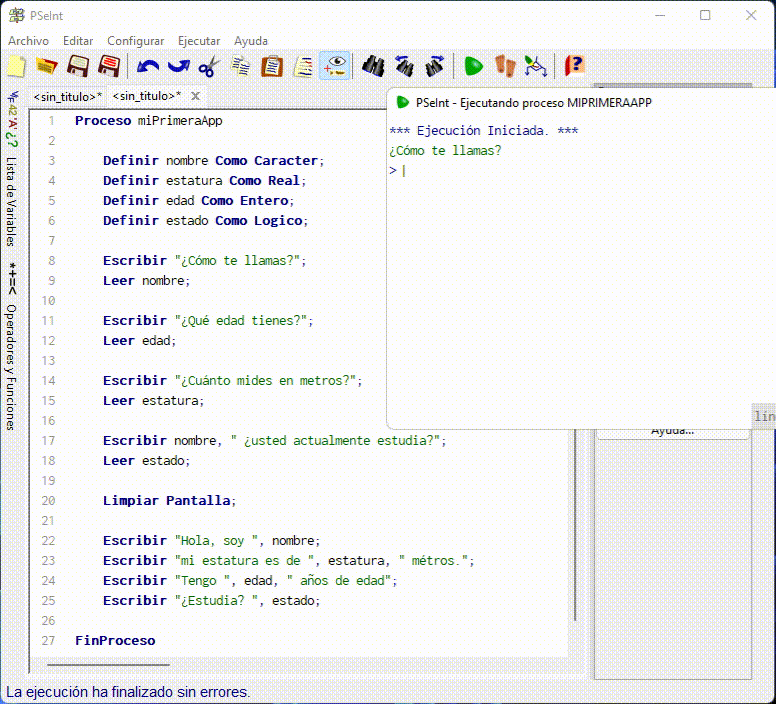 PSeInt
Archivo Editar Configurar Ejecutar Ayuda
<sin_titulo>* <sin_titulo>* X
Lista de Variables
*+=< Operadores y Funciones
1 Proceso miPrimeraApp
2
3 Definir nombre Como Caracter;
4 Definir estatura Como Real;
5 Definir edad Como Entero;
6 Definir estado Como Logico;
7
8 Escribir "¿Cómo te llamas?";
9 Leer nombre;
10
11 Escribir "¿Qué edad tienes?";
12 Leer edad;
13
14 Escribir "¿Cuánto mides en metros?";
15 Leer estatura;
16
17 Escribir nombre, " ¿usted actualmente estudia?";
18 Leer estado;
19
20 Limpiar Pantalla;
21
22 Escribir "Hola, soy ", nombre;
23 Escribir "mi estatura es de ", estatura, " métros.";
24 Escribir "Tengo ", edad, " años de edad";
25 Escribir "¿Estudia? ", estado;
26
27 FinProceso
PSeInt - Ejecutando proceso MIPRIMERAAPP
*** Ejecución Iniciada. ***
¿Cómo te llamas?
>
lin
Ayuda...
La ejecución ha finalizado sin errores.